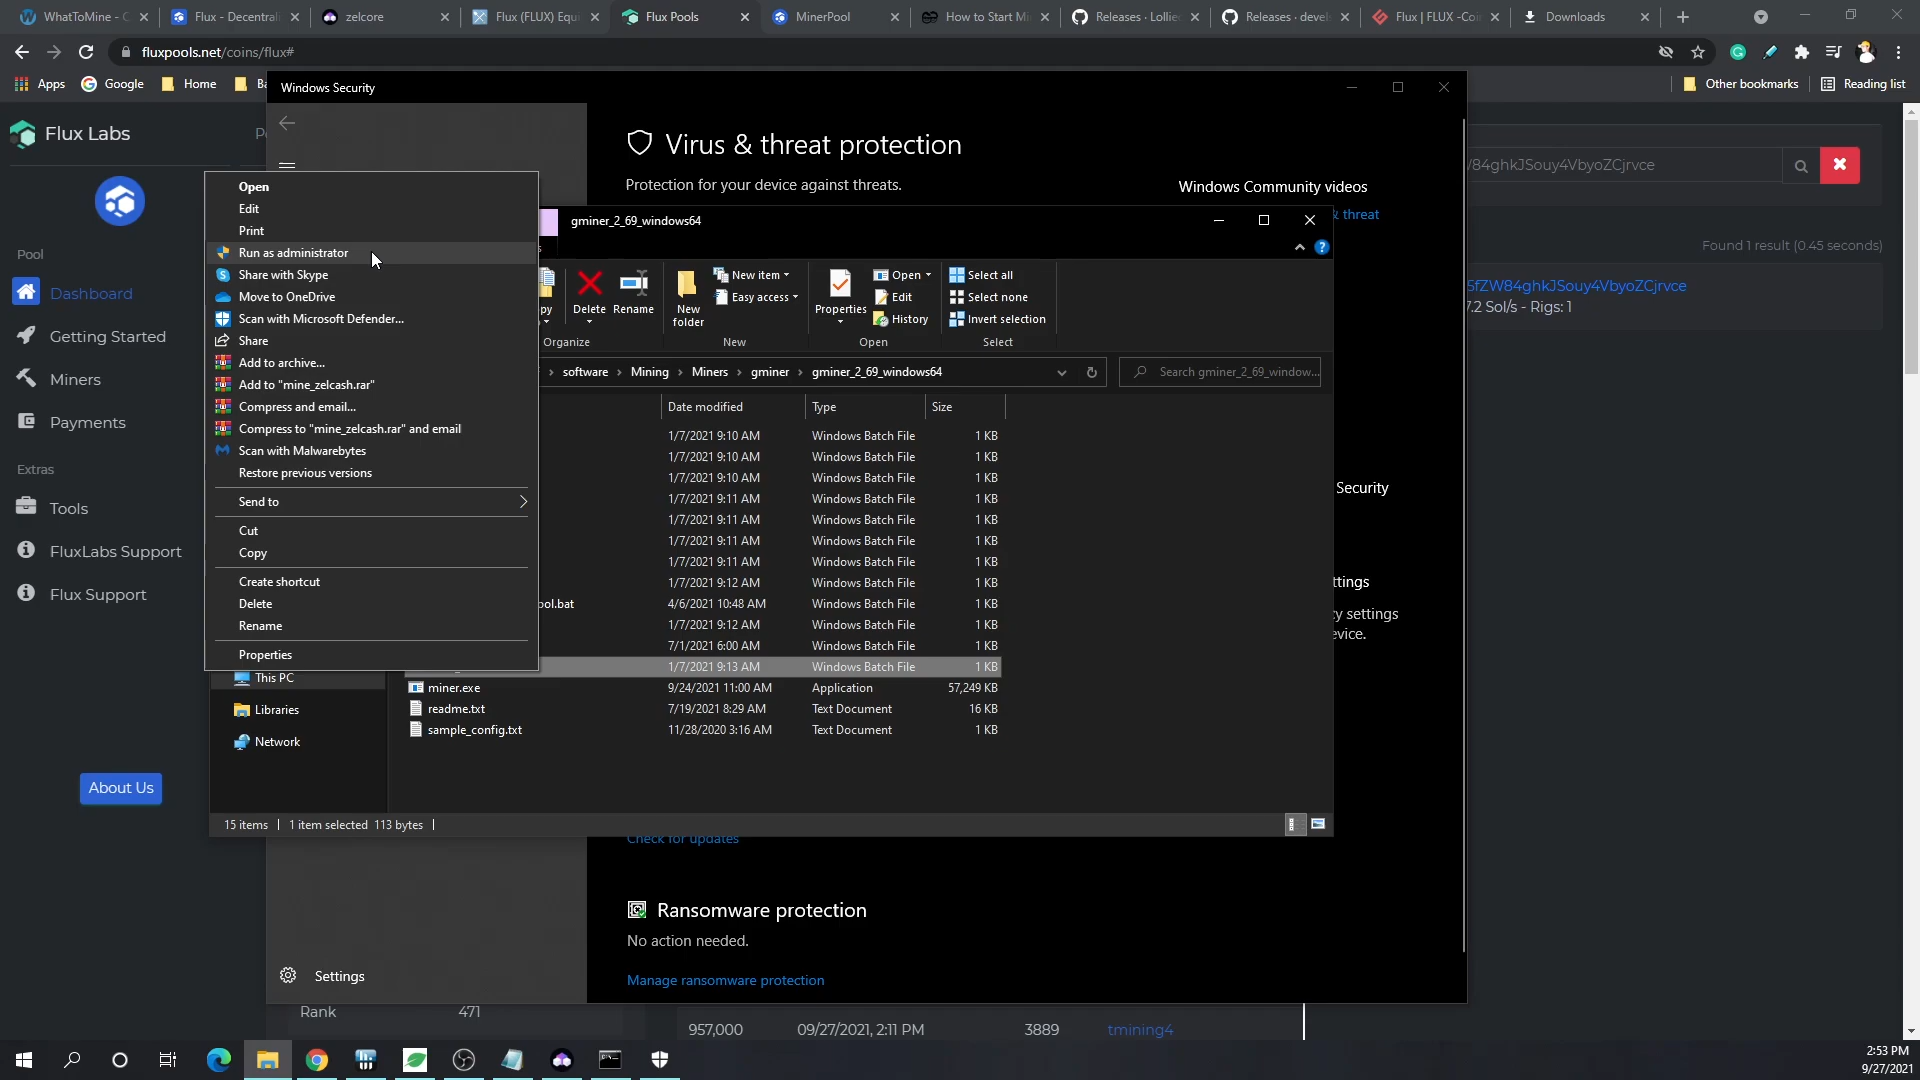 WhatToMine - C
Flux - Decentral
zelcore
Flux (FLUX) Equ
Flux Pools
MinerPool
How to Start Mi
Releases · Lollie
Releases · devel
Flux | FLUX -Co
Downloads
fluxpools.net/coins/flux#
Apps
Google
Home
Ba
Other bookmarks
Reading list
Windows Security
Flux Labs
Virus & threat protection
Protection for your device against threats.
Windows Community videos
& threat
W84ghkJSouy4VbyoZCjrvce
Found 1 result (0.45 seconds)
5fZW84ghkJSouy4VbyoZCjrvce
7.2 Sol/s - Rigs: 1
Pool
Dashboard
Getting Started
Miners
Payments
Extras
Tools
FluxLabs Support
Flux Support
About Us
Open
Edit
Print
Run as administrator
Share with Skype
Move to OneDrive
Scan with Microsoft Defender...
Share
Add to archive...
Add to "mine_zelcash.rar"
Compress and email...
Compress to "mine_zelcash.rar" and email
Scan with Malwarebytes
Restore previous versions
Send to
Cut
Copy
Create shortcut
Delete
Rename
Properties
gminer_2_69_windows64
py
Delete
Rename
New folder
New item
Easy access
Properties
Open
Edit
History
Select all
Select none
Invert selection
Organize
New
Open
Select
software > Mining > Miners > gminer > gminer_2_69_windows64
Search gminer_2_69_window...
Date modified Type Size
1/7/2021 9:10 AM Windows Batch File 1 KB
1/7/2021 9:10 AM Windows Batch File 1 KB
1/7/2021 9:10 AM Windows Batch File 1 KB
1/7/2021 9:11 AM Windows Batch File 1 KB
1/7/2021 9:11 AM Windows Batch File 1 KB
1/7/2021 9:11 AM Windows Batch File 1 KB
1/7/2021 9:11 AM Windows Batch File 1 KB
1/7/2021 9:12 AM Windows Batch File 1 KB
ool.bat 4/6/2021 10:48 AM Windows Batch File 1 KB
1/7/2021 9:12 AM Windows Batch File 1 KB
7/1/2021 6:00 AM Windows Batch File 1 KB
1/7/2021 9:13 AM Windows Batch File 1 KB
miner.exe 9/24/2021 11:00 AM Application 57,249 KB
readme.txt 7/19/2021 8:29 AM Text Document 16 KB
sample_config.txt 11/28/2020 3:16 AM Text Document 1 KB
This PC
Libraries
Network
15 items | 1 item selected 113 bytes |
Security
ttings
y settings
evice.
Check for updates
Ransomware protection
No action needed.
Manage ransomware protection
Settings
Rank 471
957,000 09/27/2021, 2:11 PM 3889 tmining4
2:53 PM
9/27/2021